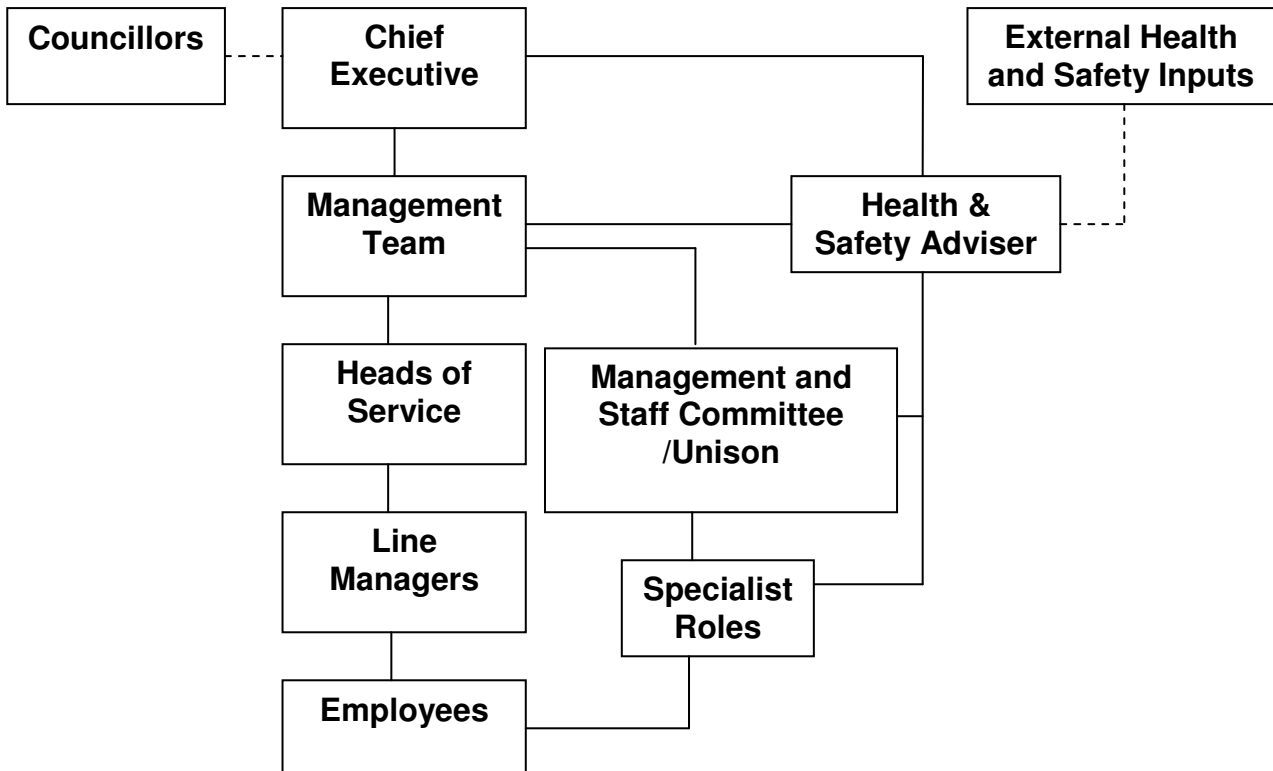 Councillors
Chief
Executive
External Health
and Safety Inputs
Management
Team
Health &
Safety Adviser
Heads of
Service
Management and
Staff Committee
/Unison
Line
Managers
Specialist
Roles
Employees